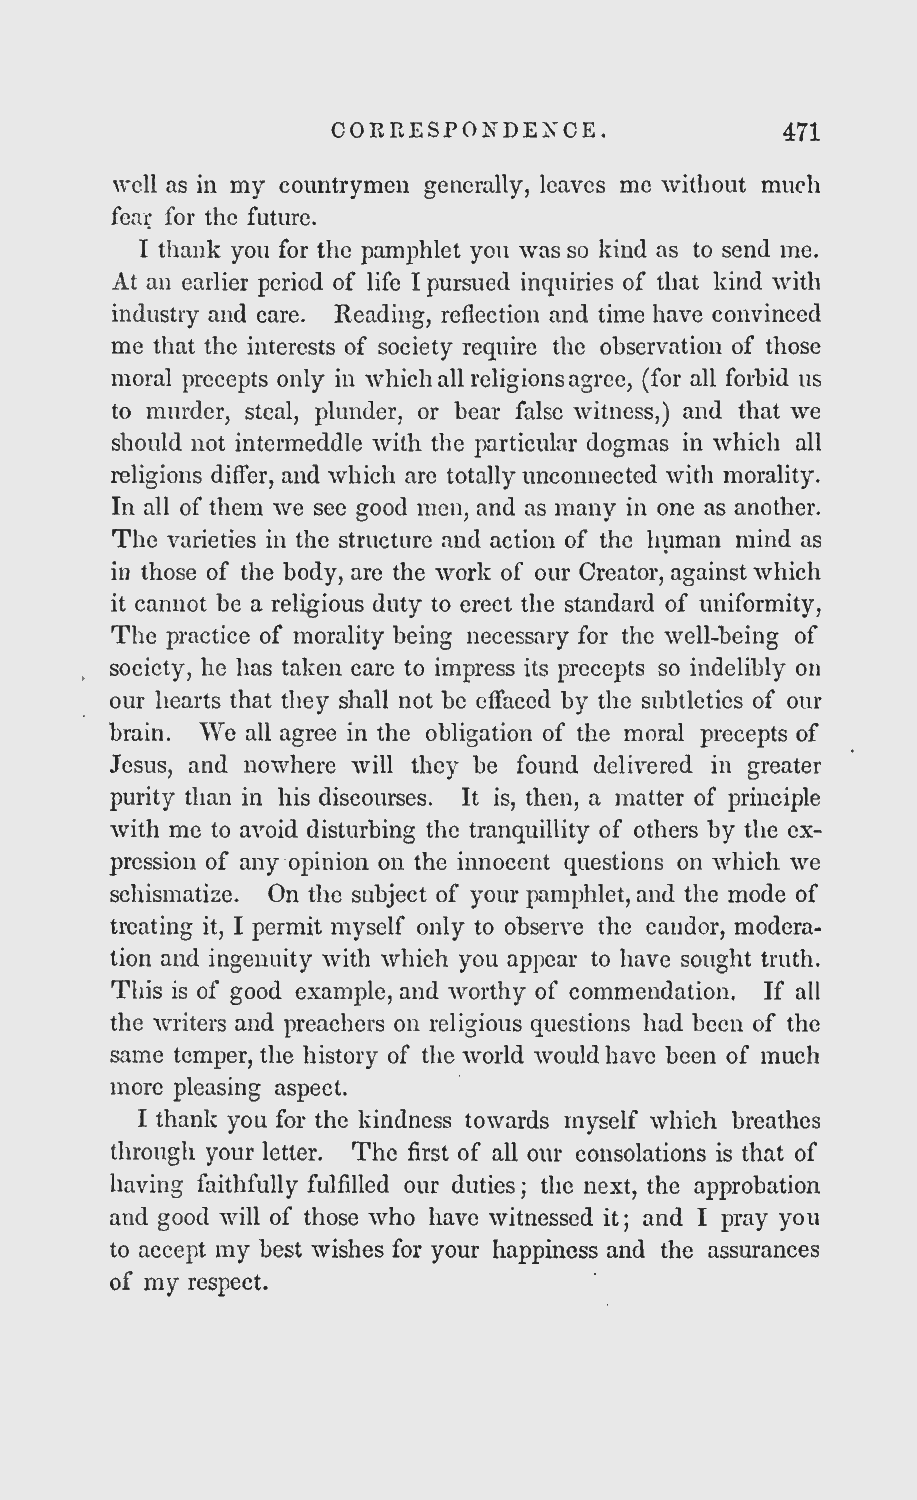 CORRESPONDENCE. 471
well as in my countrymen generally, leaves me without much
fear for the future.
I thank you for the pamphlet you was so kind as to send me.
At an earlier period of life I pursued inquiries of that kind with
industry and care. Reading, reflection and time have convinced
me that the interests of society require the observation of those
moral precepts only in which all religions agree, (for all forbid us
to murder, steal, plunder, or bear false witness,) and that we
should not intermeddle with the particular dogmas in which all
religions differ, and which are totally unconnected with morality.
In all of them we see good men, and as many in one as another.
The varieties in the structure and action of the human mind as
in those of the body, are the work of our Creator, against which
it cannot be a religious duty to erect the standard of uniformity,
The practice of morality being necessary for the well-being of
society, he has taken care to impress its precepts so indelibly on
our hearts that they shall not be effaced by the subtleties of our
brain. We all agree in the obligation of the moral precepts of
Jesus, and nowhere will they be found delivered in greater
purity than in his discourses. It is, then, a matter of principle
with me to avoid disturbing the tranquillity of others by the ex-
pression of any opinion on the innocent questions on which we
schismatize. On the subject of your pamphlet, and the mode of
treating it, I permit myself only to observe the candor, modera-
tion and ingenuity with which you appear to have sought truth.
This is of good example, and worthy of commendation. If all
the writers and preachers on religious questions had been of the
same temper, the history of the world would have been of much
more pleasing aspect.
I thank you for the kindness towards myself which breathes
through your letter. The first of all our consolations is that of
having faithfully fulfilled our duties; the next, the approbation
and good will of those who have witnessed it; and I pray you
to accept my best wishes for your happiness and the assurances
of my respect.